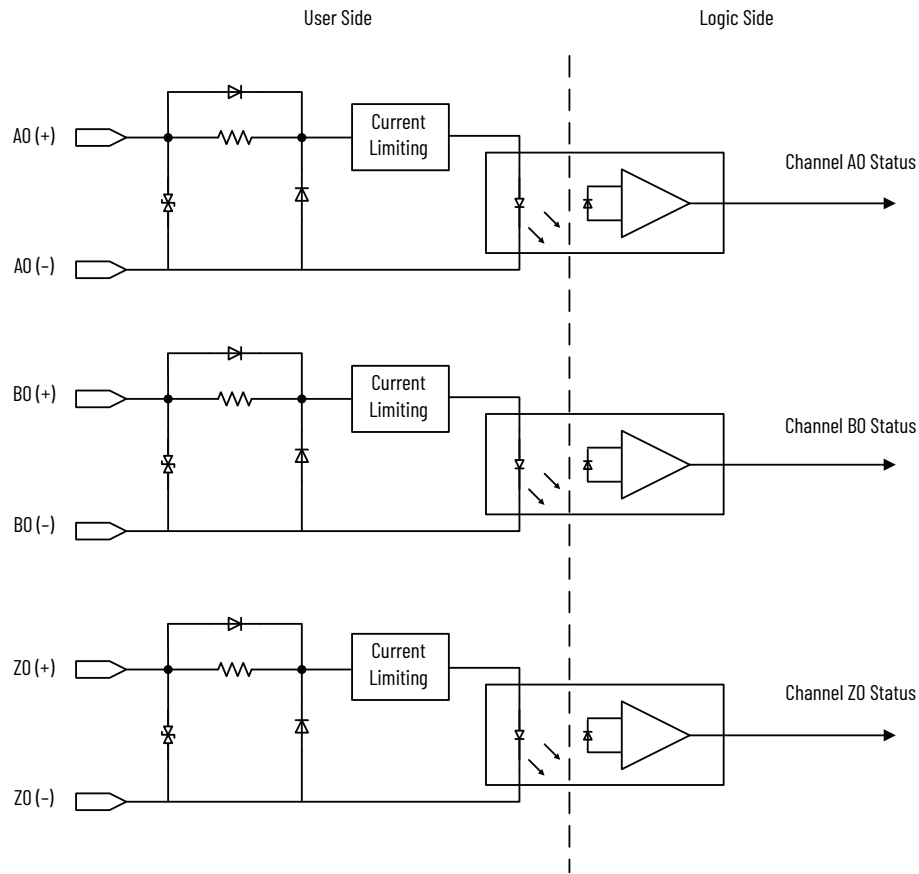 User Side
Logic Side
A0 (+)
Current
Limiting
Channel A0 Status
A0 (–)
B0 (+)
Current
Limiting
Channel B0 Status
B0 (–)
Z0 (+)
Current
Limiting
Channel Z0 Status
Z0 (–)